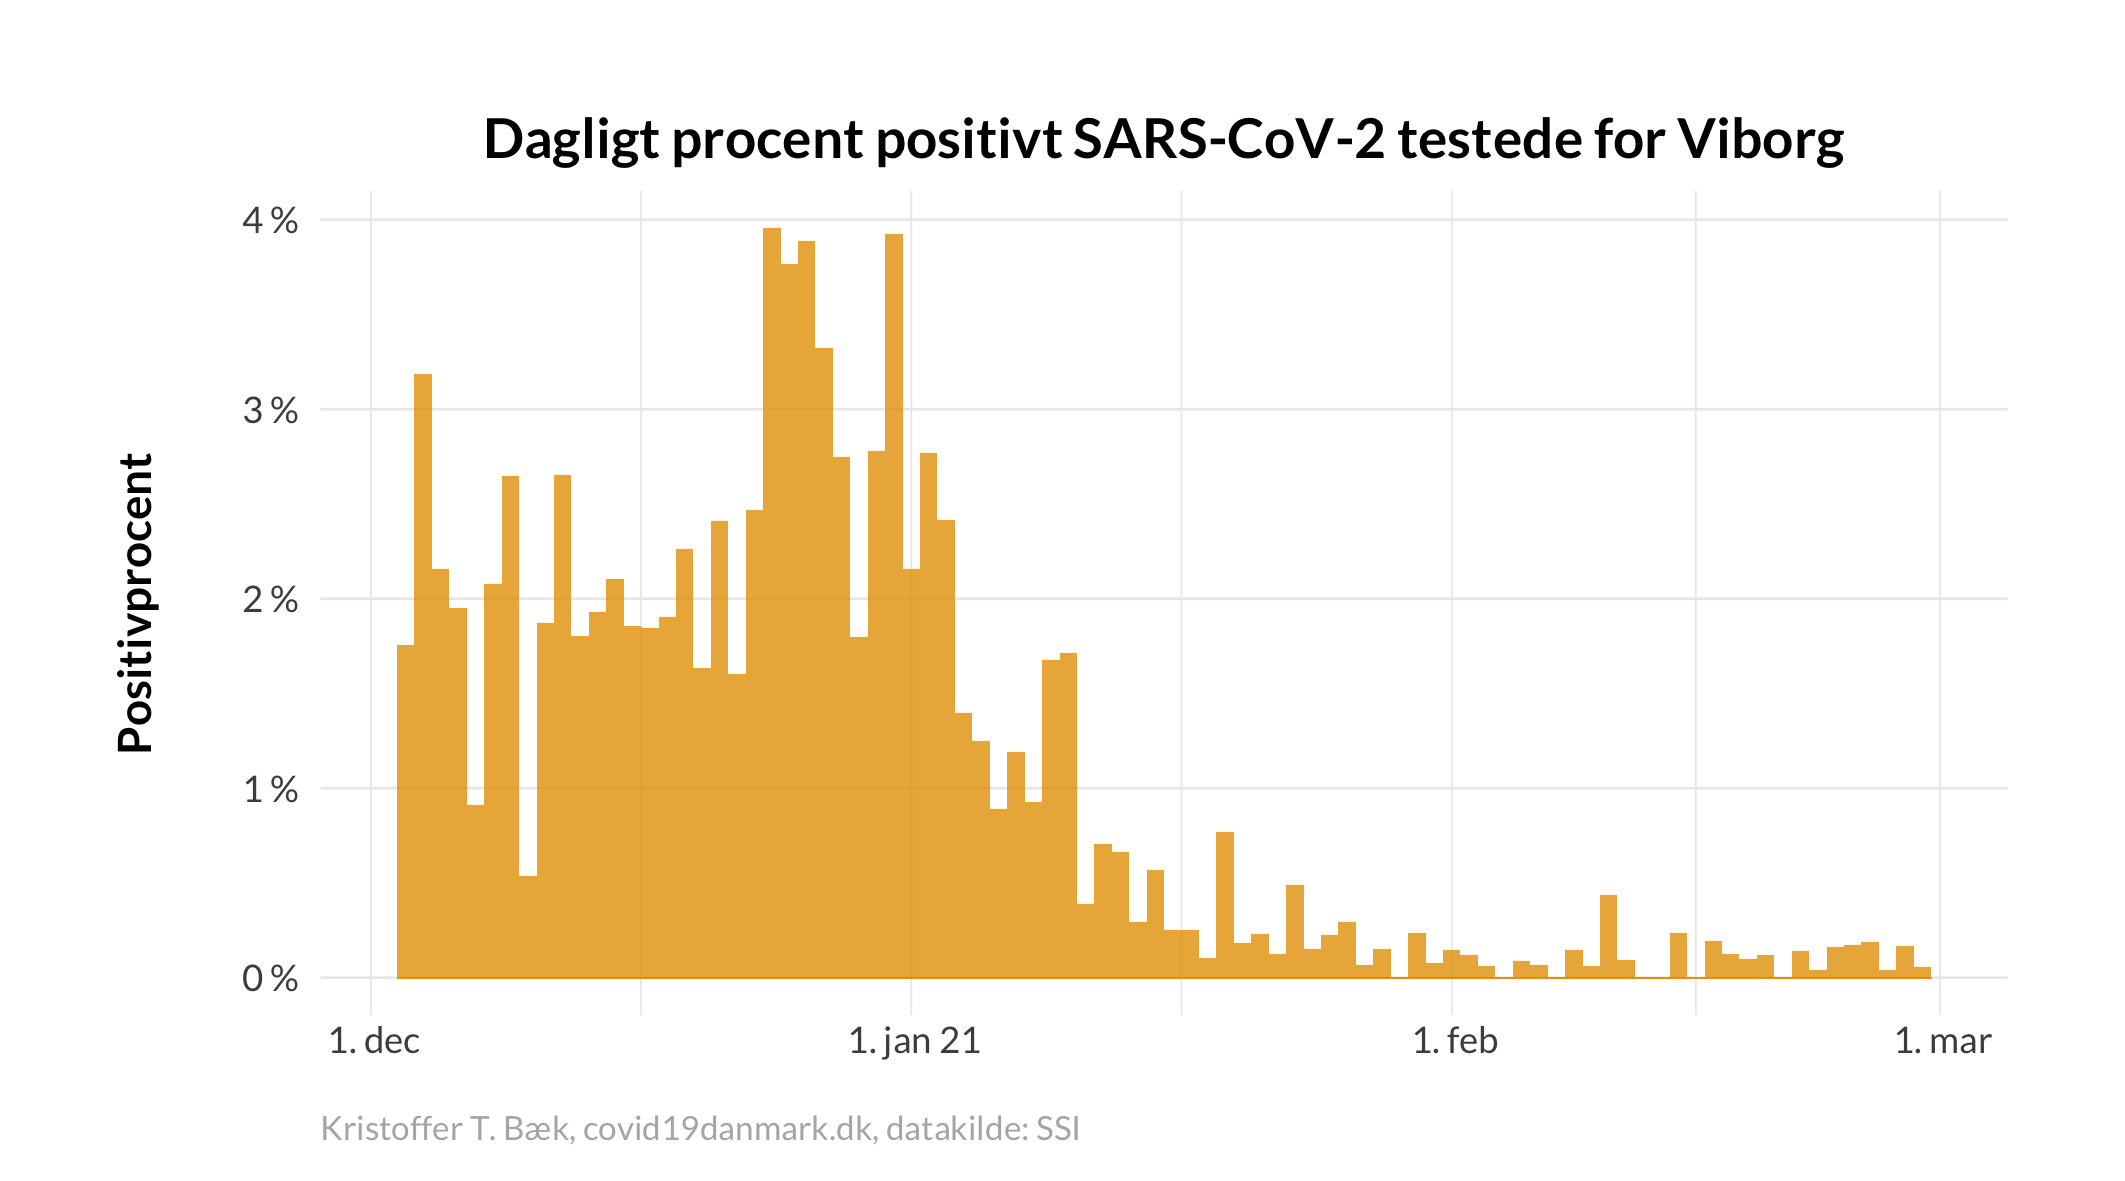 Dagligt procent positivt SARS-CoV-2 testede for Viborg
Positivprocent
4 %
3 %
2 %
1 %
0 %
1. dec
1. jan 21
1. feb
1. mar
Kristoffer T. Bæk, covid19danmark.dk, datakilde: SSI